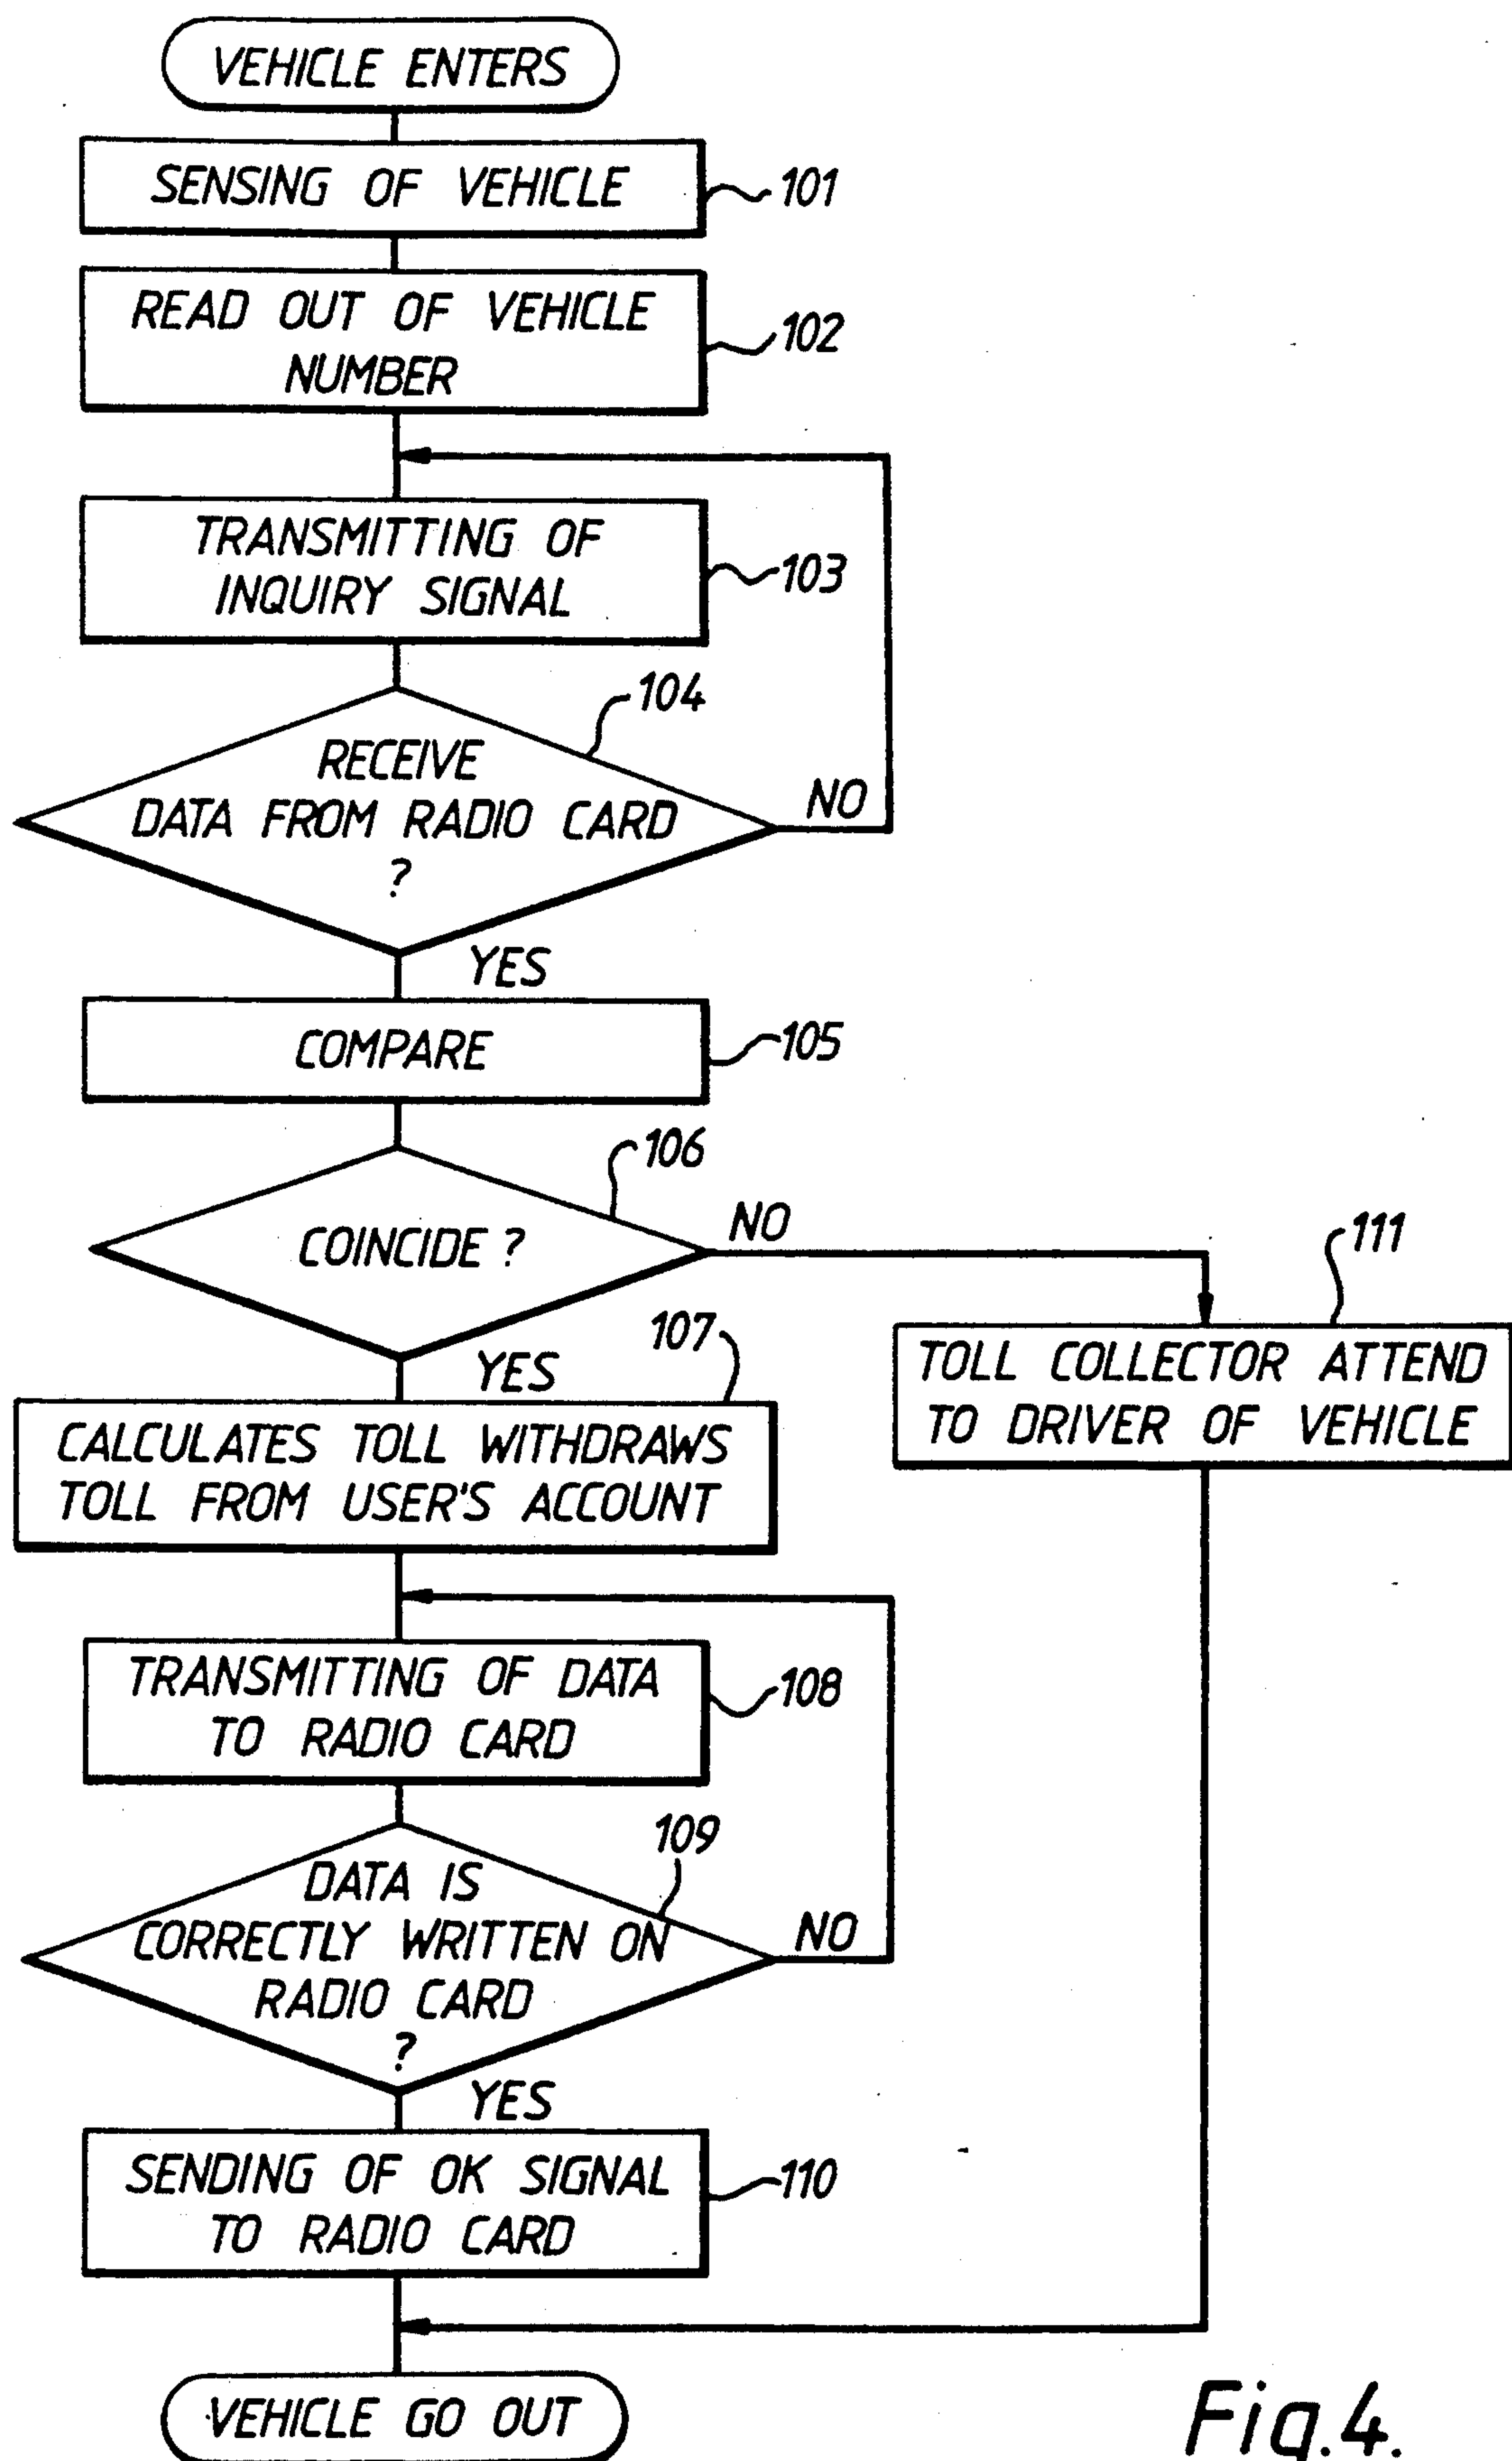 VEHICLE ENTERS
SENSING OF VEHICLE
101
READ OUT OF VEHICLE
NUMBER
102
TRANSMITTING OF
INQUIRY SIGNAL
103
104
RECEIVE
DATA FROM RADIO CARD
?
NO
YES
COMPARE
105
106
COINCIDE ?
NO
111
YES
107
TOLL COLLECTOR ATTEND
TO DRIVER OF VEHICLE
CALCULATES TOLL WITHDRAWS
TOLL FROM USER'S ACCOUNT
TRANSMITTING OF DATA
TO RADIO CARD
108
109
DATA IS
CORRECTLY WRITTEN ON
RADIO CARD
?
NO
YES
SENDING OF OK SIGNAL
TO RADIO CARD
110
VEHICLE GO OUT
Fig.4.